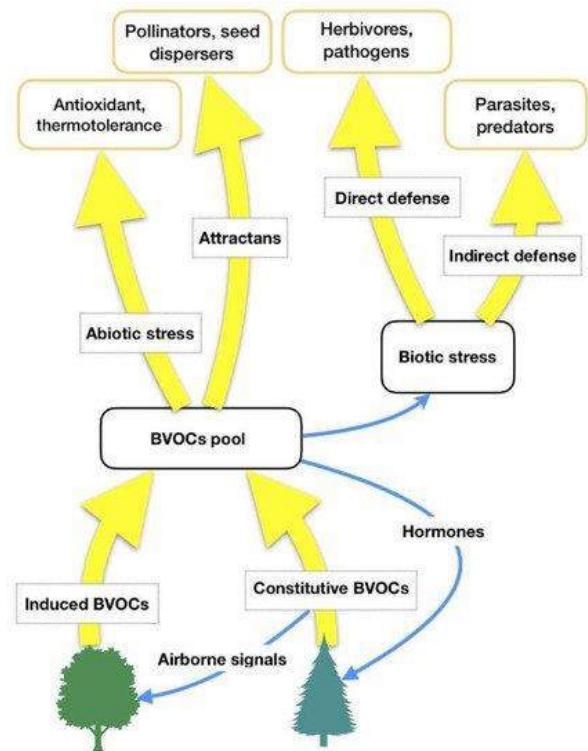 Pollinators, seed
dispersers
Herbivores,
pathogens
Antioxidant,
thermotolerance
Parasites,
predators
Direct defense
Attractans
Indirect defense
Abiotic stress
Biotic stress
BVOCs pool
Hormones
Induced BVOCs
Constitutive BVOCs
Airborne signals